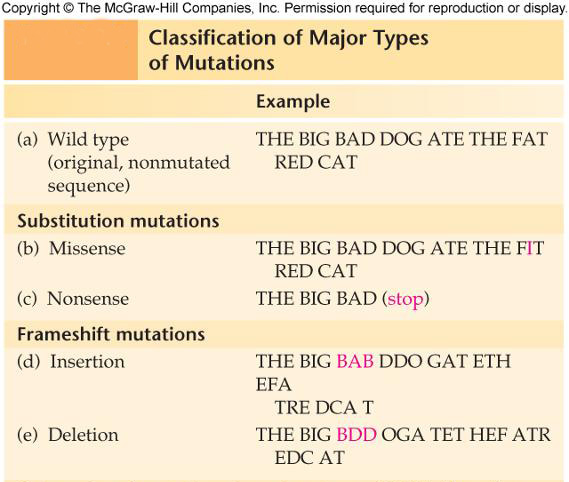 Copyright © The McGraw-Hill Companies, Inc. Permission required for reproduction or display.
Classification of Major Types
of Mutations
Example
(a) Wild type THE BIG BAD DOG ATE THE FAT
(original, nonmutated RED CAT
sequence)
Substitution mutations
(b) Missense THE BIG BAD DOG ATE THE FIT
RED CAT
(c) Nonsense THE BIG BAD (stop)
Frameshift mutations
(d) Insertion THE BIG BAB DDO GAT ETH
EFA
TRE DCA T
(e) Deletion THE BIG BDD OGA TET HEF ATR
EDC AT